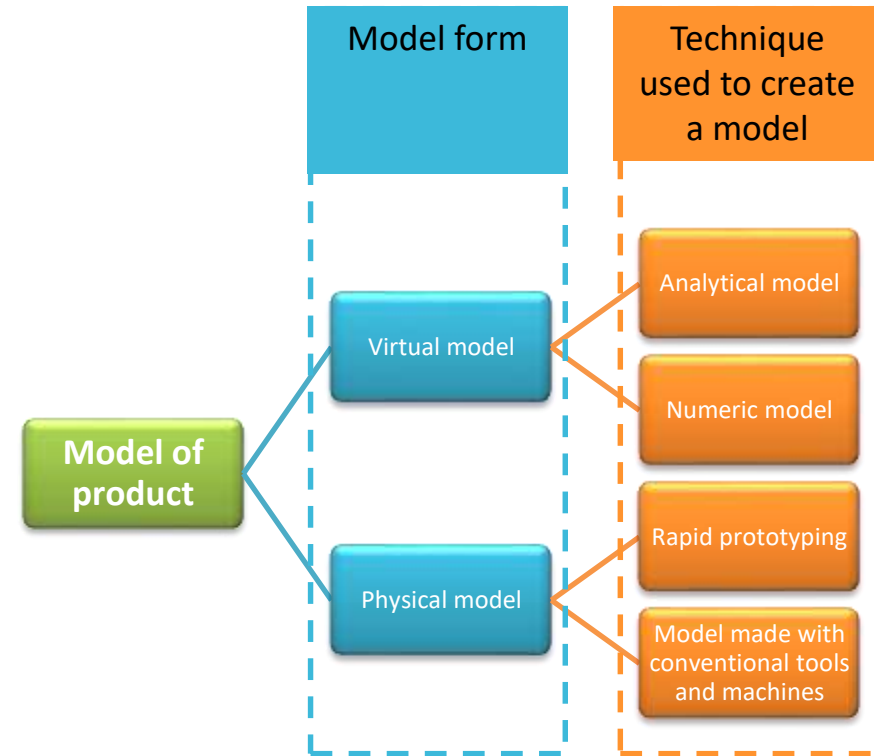 Model form
Technique
used to create
a model
Analytical model
Virtual model
Numeric model
Model of
product
Rapid prototyping
Physical model
Model made with
conventional tools
and machines